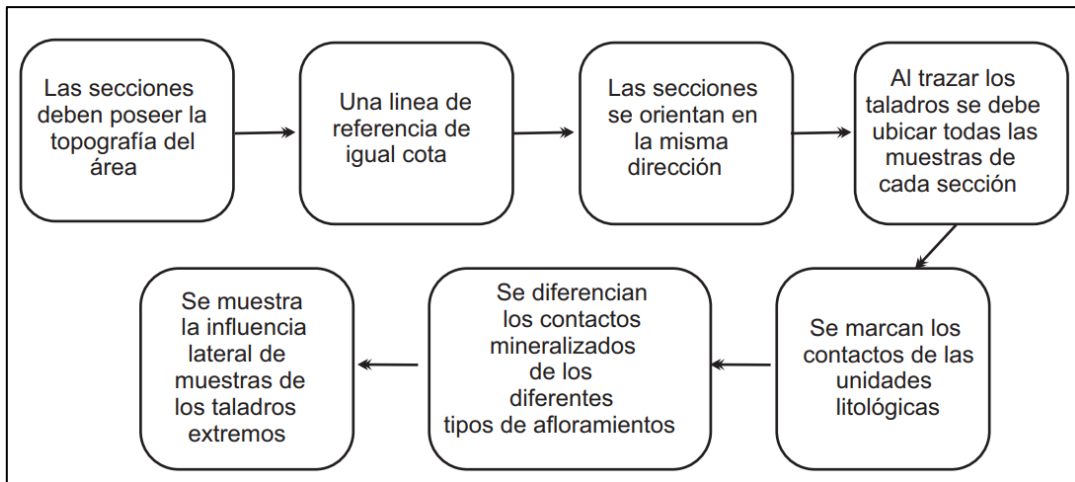 Las secciones
deben poseer la
topografía del
área
Una linea de
referencia de
igual cota
Las secciones
se orientan en
la misma
dirección
Al trazar los
taladros se debe
ubicar todas las
muestras de
cada sección
Se marcan los
contactos de las
unidades
litológicas
Se diferencian
los contactos
mineralizados
de los
diferentes
tipos de afloramientos
Se muestra
la influencia
lateral de
muestras de
los taladros
extremos